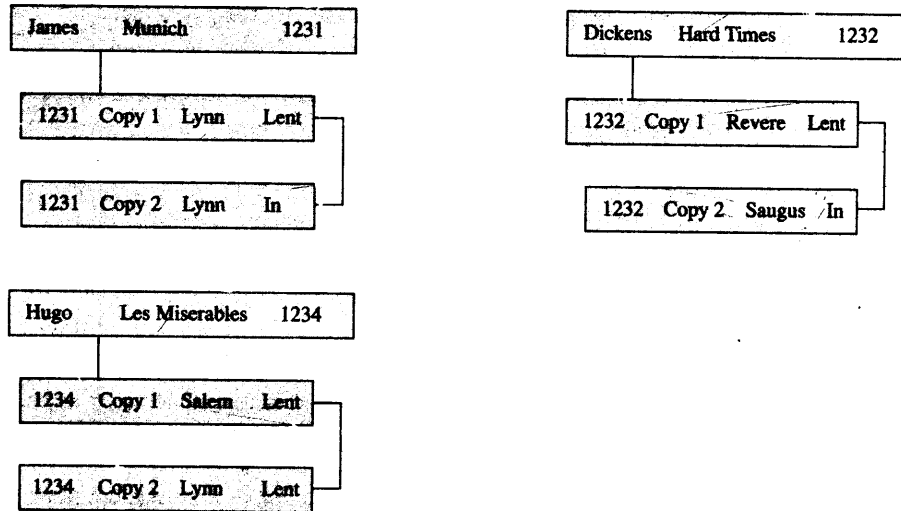 James Munich 1231
1231 Copy 1 Lynn Lent
1231 Copy 2 Lynn In
Dickens Hard Times 1232
1232 Copy 1 Revere Lent
1232 Copy 2 Saugus In
Hugo Les Miserables 1234
1234 Copy 1 Salem Lent
1234 Copy 2 Lynn Lent